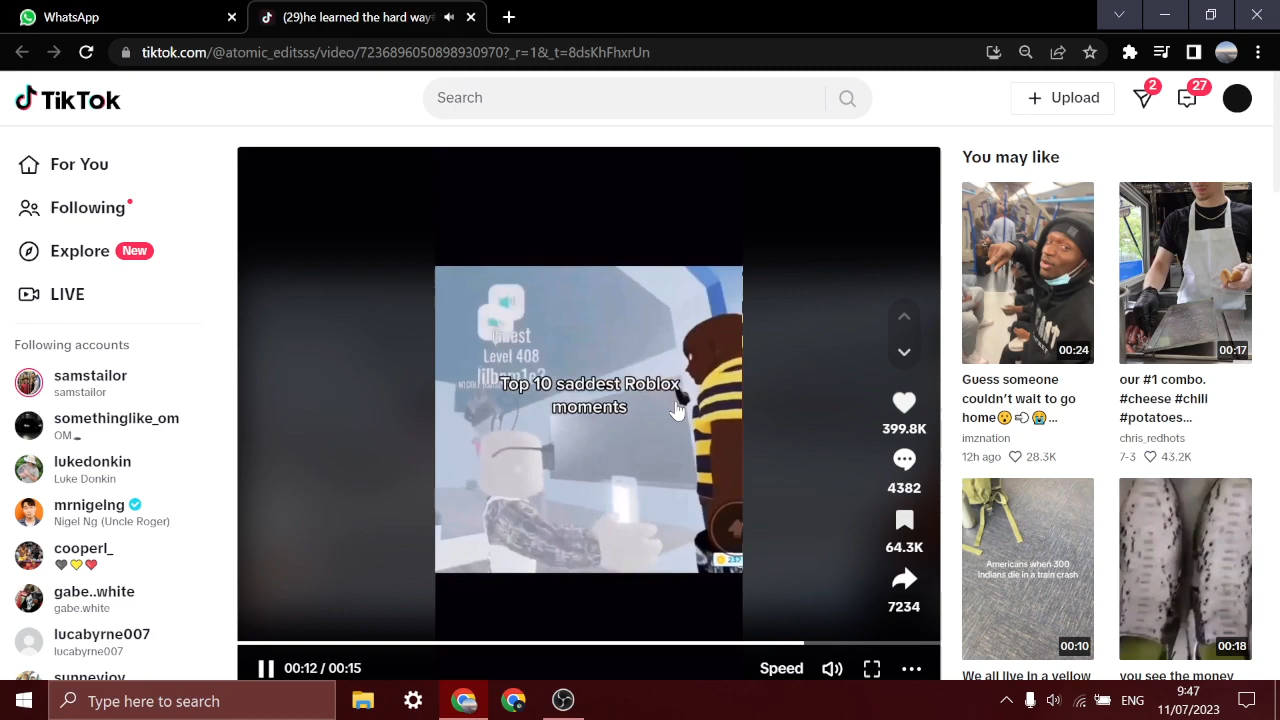 WhatsApp
(29)he learned the hard way
tiktok.com/@atomic_editsss/video/7236896050898930970?_r=1&_t=8dsKhFhxrUn
TikTok
Search
Upload
2
27
For You
Following
Explore
New
LIVE
Following accounts
samstailor
samstailor
somethinglike_om
OM
lukedonkin
Luke Donkin
mrnigelng
Nigel Ng (Uncle Roger)
cooperl_
🖤💛❤️
gabe..white
gabe.white
lucabyrne007
lucabyrne007
sunneyjoy
Guest
Level 408
Top 10 saddest Roblox
moments
399.8K
4382
64.3K
7234
00:12 / 00:15
Speed
You may like
00:24
Guess someone
couldn't wait to go
home😮💨😭...
imznation
12h ago 28.3K
00:17
our #1 combo.
#cheese #chill
#potatoes...
chris_redhots
7-3 43.2K
Americans when 300
Indians die in a train crash
00:10
We all live in a yellow
00:18
you see the money
Type here to search
ENG
9:47
11/07/2023